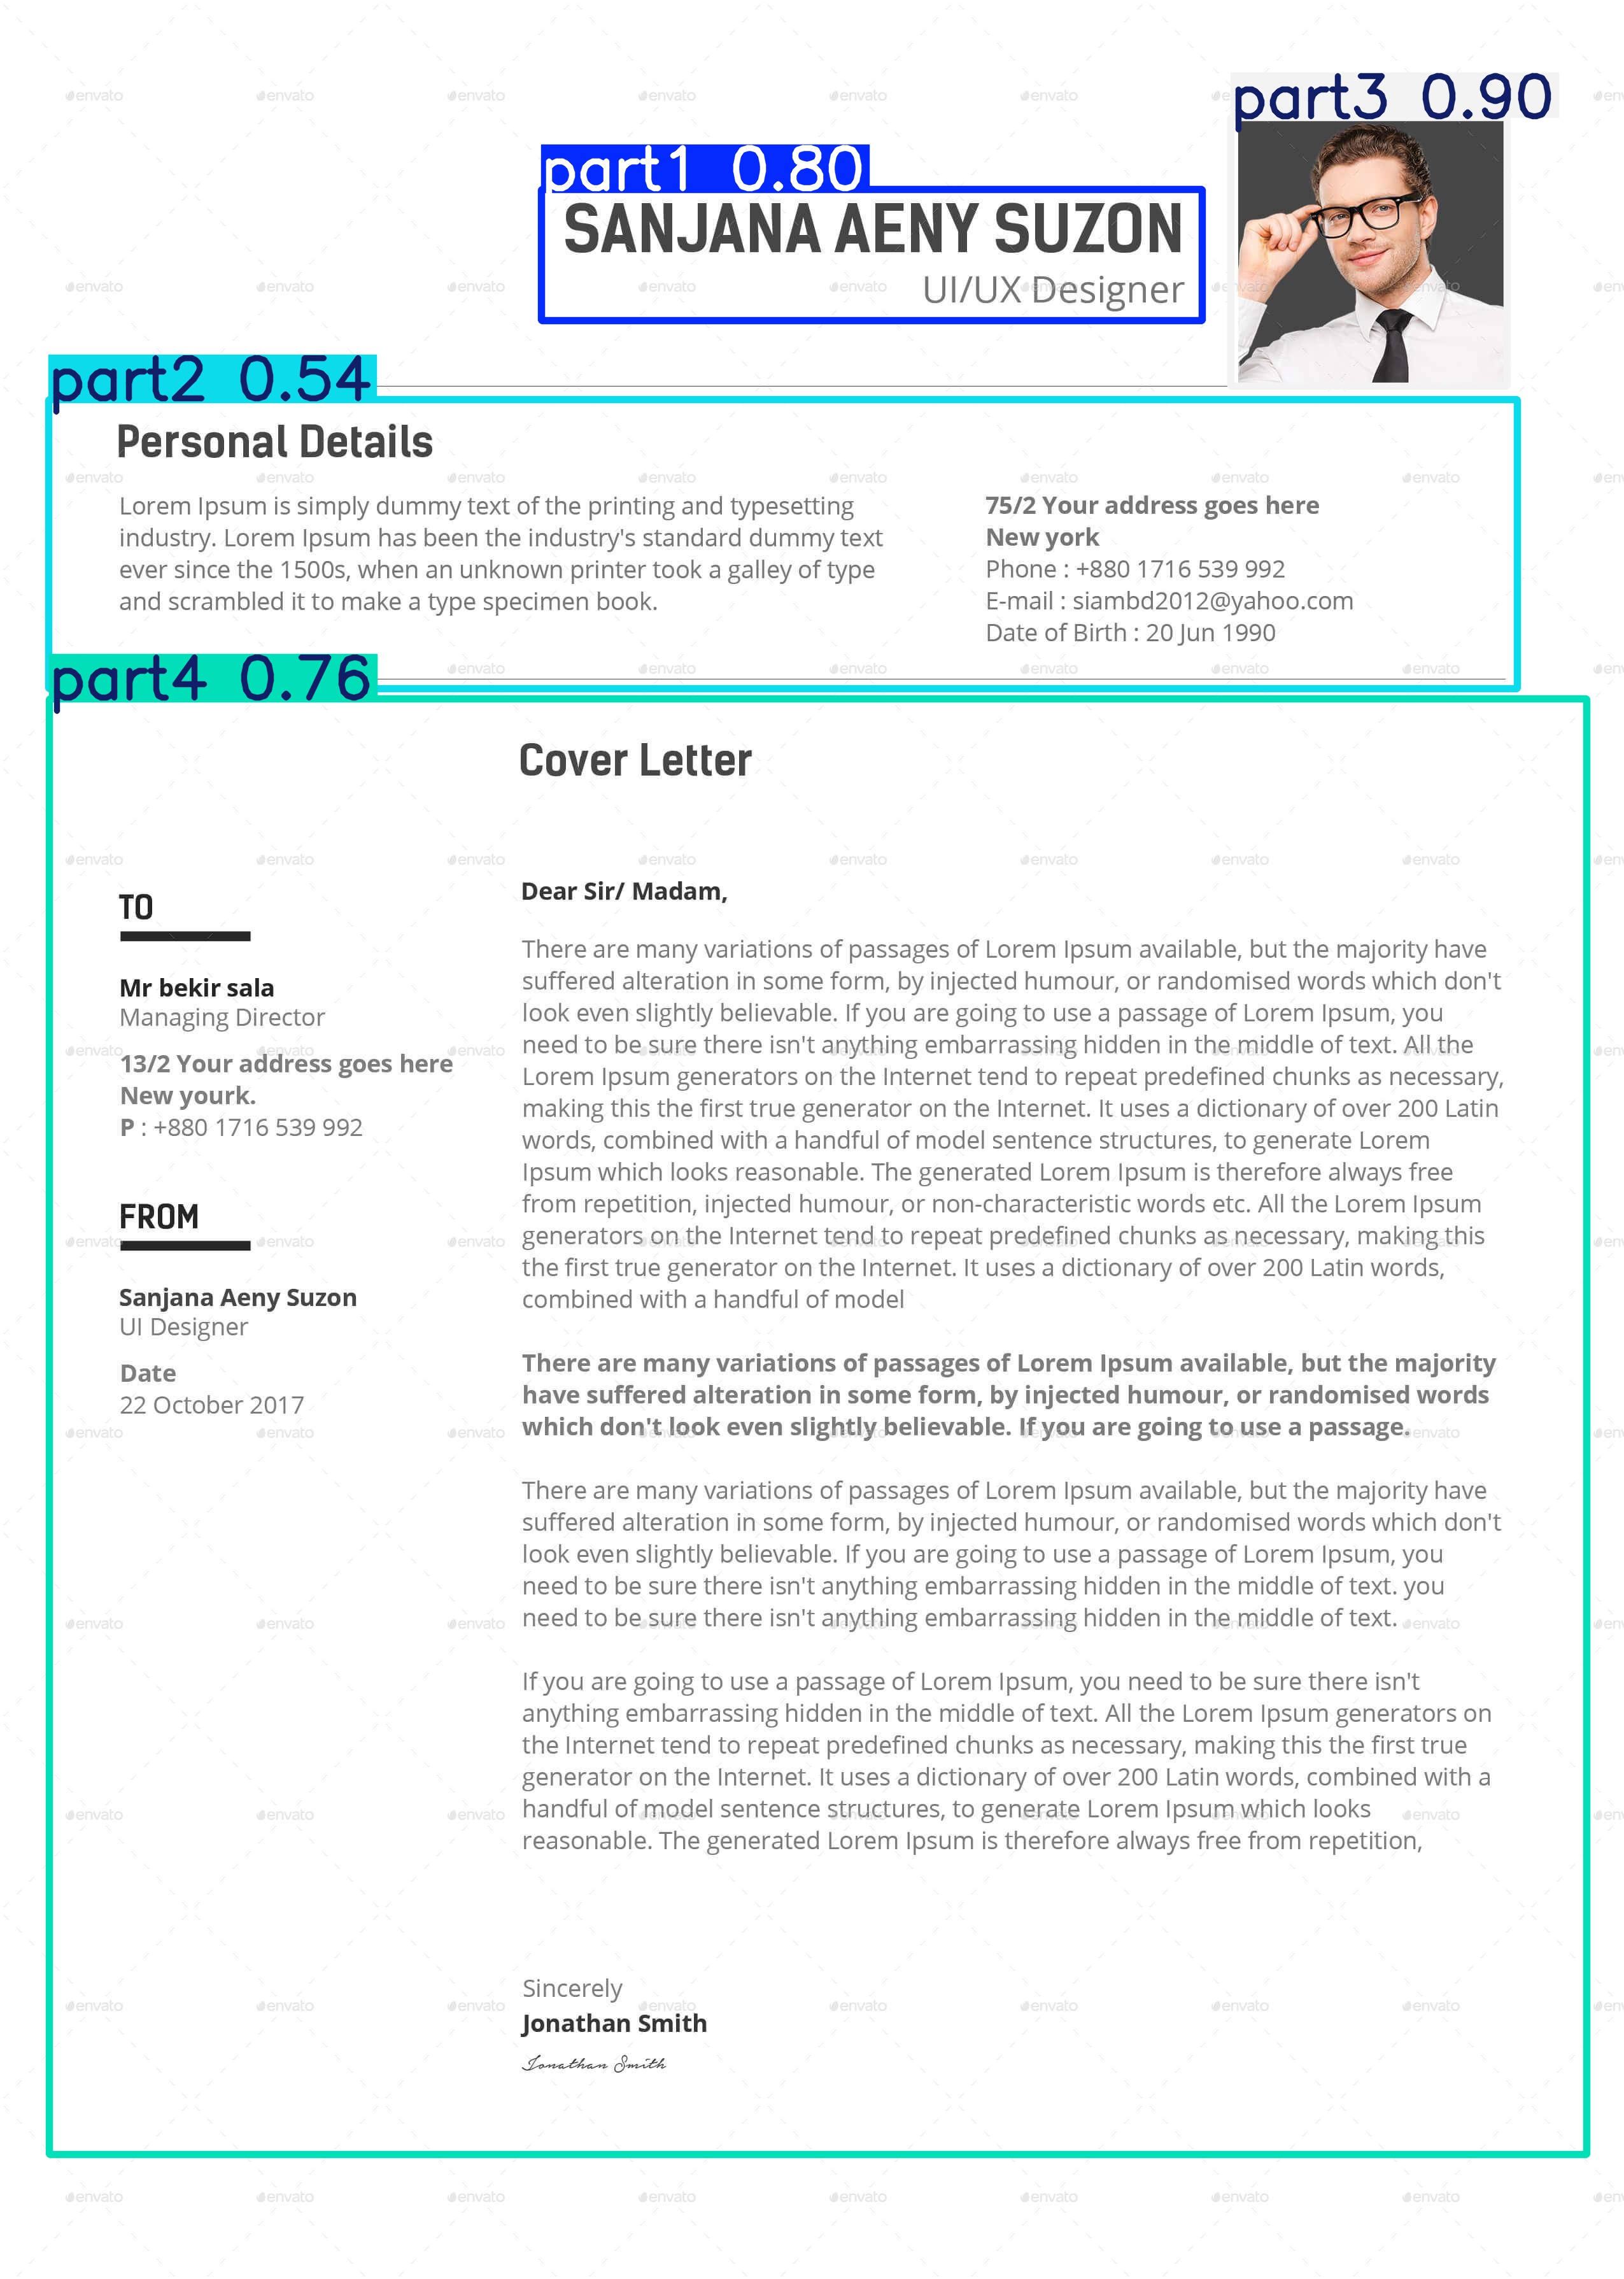 part3 0.90
part1 0.80
SANJANA AENY SUZON
UI/UX Designer
part2 0.54
Personal Details
Lorem Ipsum is simply dummy text of the printing and typesetting
industry. Lorem Ipsum has been the industry's standard dummy text
ever since the 1500s, when an unknown printer took a galley of type
and scrambled it to make a type specimen book.
75/2 Your address goes here
New york
Phone : +880 1716 539 992
E-mail : siambd2012@yahoo.com
Date of Birth : 20 Jun 1990
part4 0.76
Cover Letter
TO
Mr bekir sala
Managing Director
13/2 Your address goes here
New yourk.
P : +880 1716 539 992
FROM
Sanjana Aeny Suzon
UI Designer
Date
22 October 2017
Dear Sir/ Madam,
There are many variations of passages of Lorem Ipsum available, but the majority have
suffered alteration in some form, by injected humour, or randomised words which don't
look even slightly believable. If you are going to use a passage of Lorem Ipsum, you
need to be sure there isn't anything embarrassing hidden in the middle of text. All the
Lorem Ipsum generators on the Internet tend to repeat predefined chunks as necessary,
making this the first true generator on the Internet. It uses a dictionary of over 200 Latin
words, combined with a handful of model sentence structures, to generate Lorem
Ipsum which looks reasonable. The generated Lorem Ipsum is therefore always free
from repetition, injected humour, or non-characteristic words etc. All the Lorem Ipsum
generators on the Internet tend to repeat predefined chunks as necessary, making this
the first true generator on the Internet. It uses a dictionary of over 200 Latin words,
combined with a handful of model
There are many variations of passages of Lorem Ipsum available, but the majority
have suffered alteration in some form, by injected humour, or randomised words
which don't look even slightly believable. If you are going to use a passage.
There are many variations of passages of Lorem Ipsum available, but the majority have
suffered alteration in some form, by injected humour, or randomised words which don't
look even slightly believable. If you are going to use a passage of Lorem Ipsum, you
need to be sure there isn't anything embarrassing hidden in the middle of text. you
need to be sure there isn't anything embarrassing hidden in the middle of text.
If you are going to use a passage of Lorem Ipsum, you need to be sure there isn't
anything embarrassing hidden in the middle of text. All the Lorem Ipsum generators on
the Internet tend to repeat predefined chunks as necessary, making this the first true
generator on the Internet. It uses a dictionary of over 200 Latin words, combined with a
handful of model sentence structures, to generate Lorem Ipsum which looks
reasonable. The generated Lorem Ipsum is therefore always free from repetition,
Sincerely
Jonathan Smith
Jonathan Smith